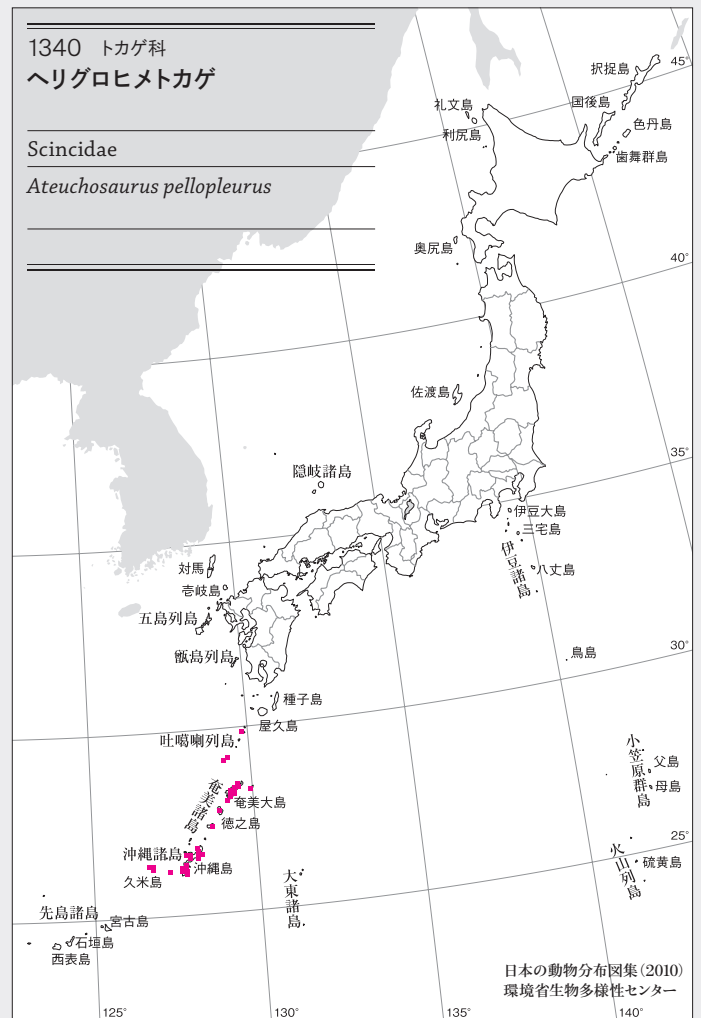 1340 トカゲ科
ヘリグロヒメトカゲ
Scincidae
Ateuchosaurus pellopleurus
択捉島
45°
礼文島
国後島
利尻島
色丹島
歯舞群島
奥尻島
40°
佐渡島
35°
隠岐諸島
伊豆大島
三宅島
伊豆諸島
八丈島
対馬
壱岐島
五島列島
甑島列島
鳥島
30°
種子島
屋久島
吐噶喇列島
小笠原群島
父島
母島
奄美諸島
奄美大島
徳之島
25°
沖縄諸島
沖縄島
久米島
火山列島
硫黄島
大東諸島
先島諸島
宮古島
石垣島
西表島
日本の動物分布図集(2010)
環境省生物多様性センター
125°
130°
135°
140°